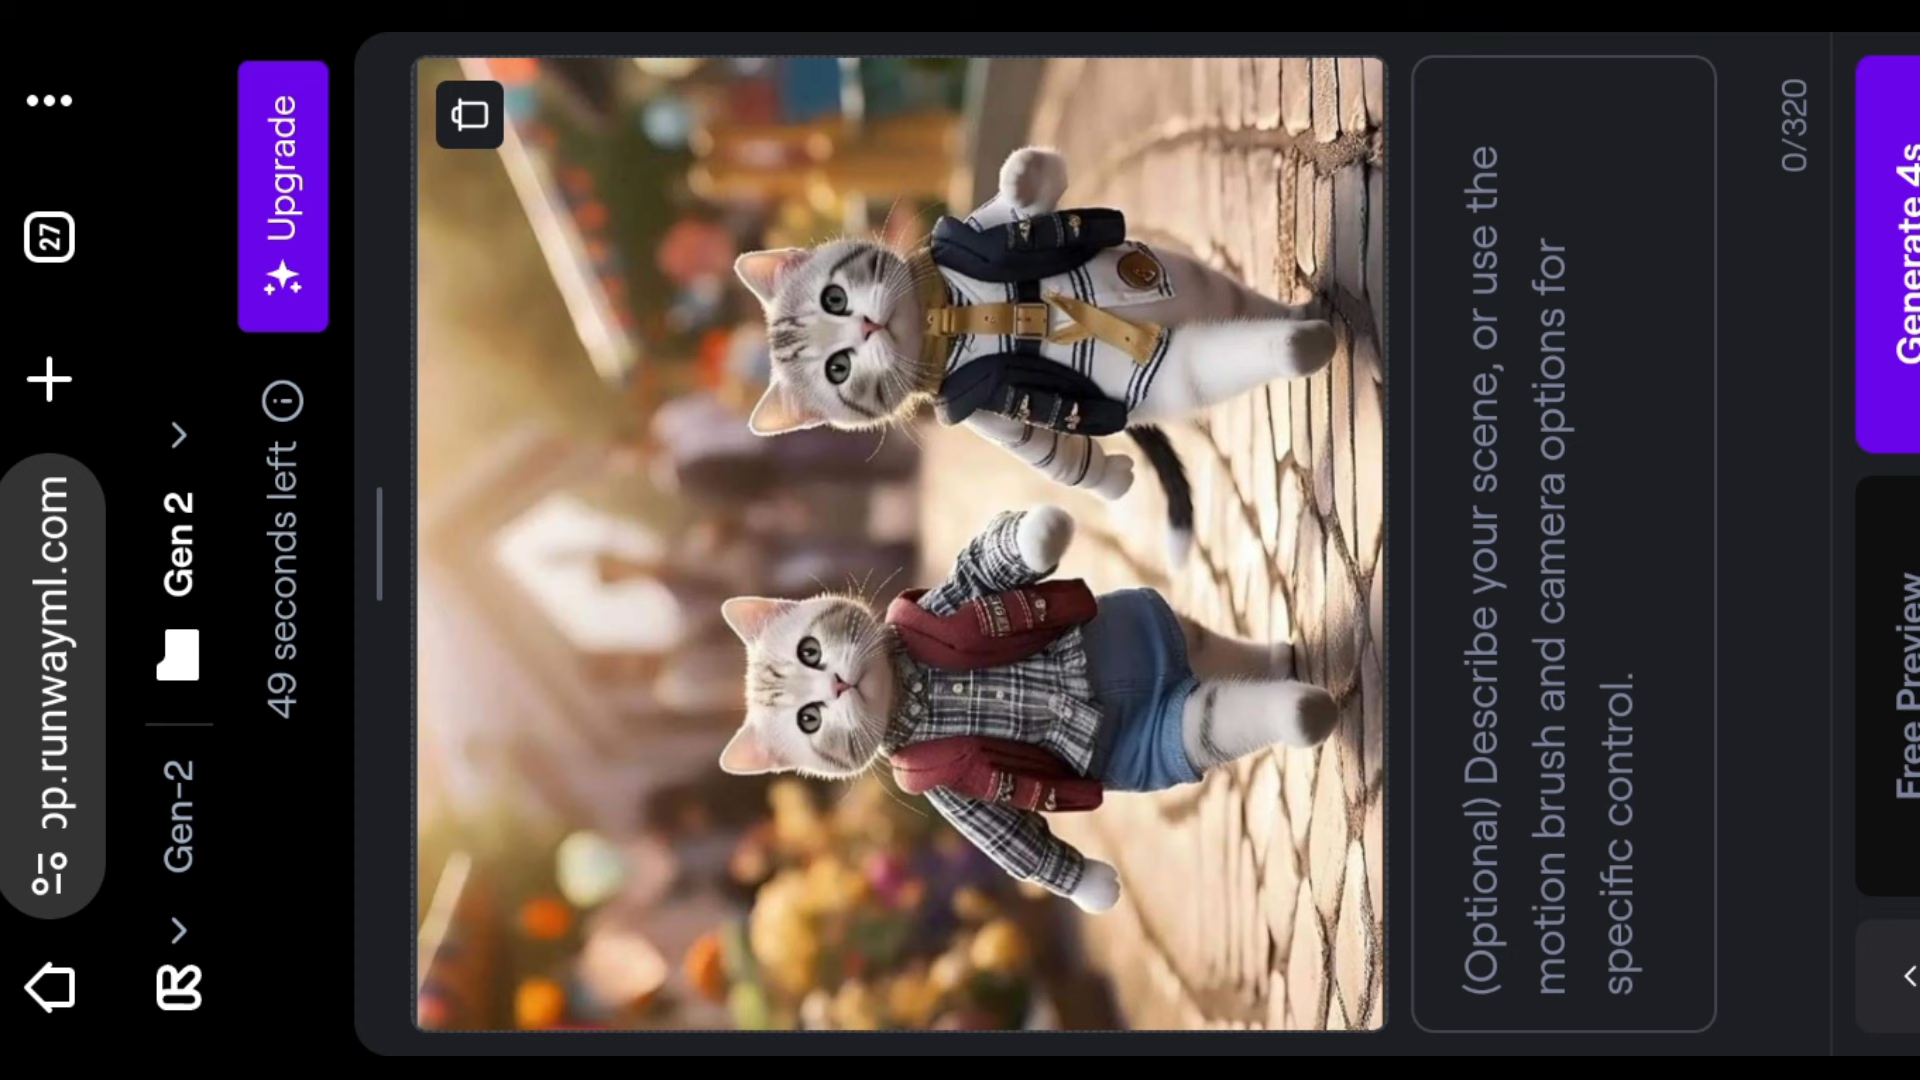 op.runwayml.com
27
Gen-2
Gen 2
49 seconds left
Upgrade
(Optional) Describe your scene, or use the
motion brush and camera options for
specific control.
0/320
Free Preview
Generate 4s